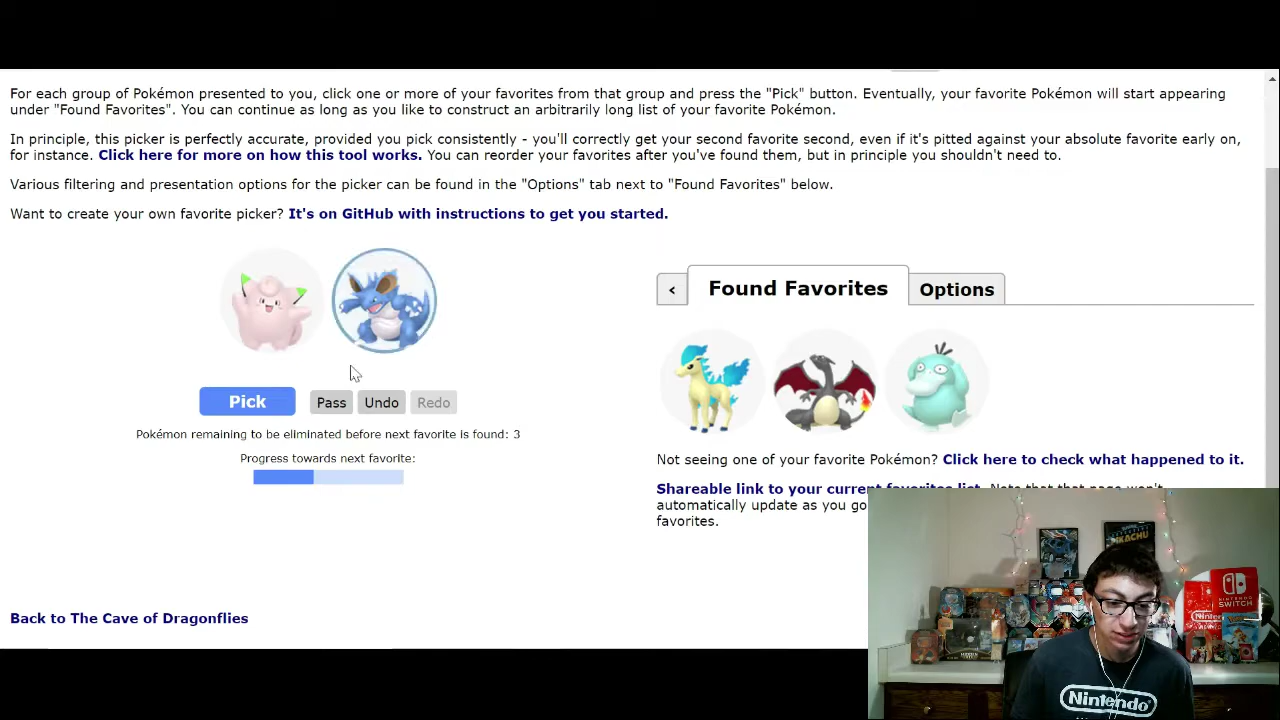 For each group of Pokémon presented to you, click one or more of your favorites from that group and press the "Pick" button. Eventually, your favorite Pokémon will start appearing
under "Found Favorites". You can continue as long as you like to construct an arbitrarily long list of your favorite Pokémon.
In principle, this picker is perfectly accurate, provided you pick consistently - you'll correctly get your second favorite second, even if it's pitted against your absolute favorite early on,
for instance. Click here for more on how this tool works. You can reorder your favorites after you've found them, but in principle you shouldn't need to.
Various filtering and presentation options for the picker can be found in the "Options" tab next to "Found Favorites" below.
Want to create your own favorite picker? It's on GitHub with instructions to get you started.
Pick Pass Undo Redo
Pokémon remaining to be eliminated before next favorite is found: 3
Progress towards next favorite:
< Found Favorites Options
Not seeing one of your favorite Pokémon? Click here to check what happened to it.
Shareable link to your current favorites list. Note that that page won't
automatically update as you go
favorites.
Back to The Cave of Dragonflies
PIKACHU
NINTENDO
SWITCH
Nintendo